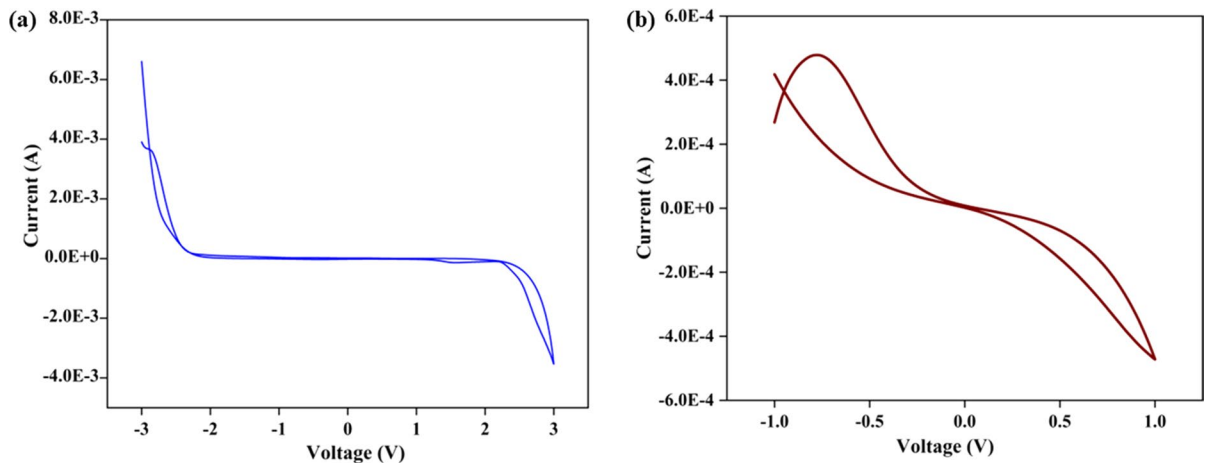 (a)
8.0E-3
6.0E-3
4.0E-3
2.0E-3
0.0E+0
-2.0E-3
-4.0E-3
Current (A)
-3 -2 -1 0 1 2 3
Voltage (V)
(b)
6.0E-4
4.0E-4
2.0E-4
0.0E+0
-2.0E-4
-4.0E-4
-6.0E-4
Current (A)
-1.0 -0.5 0.0 0.5 1.0
Voltage (V)